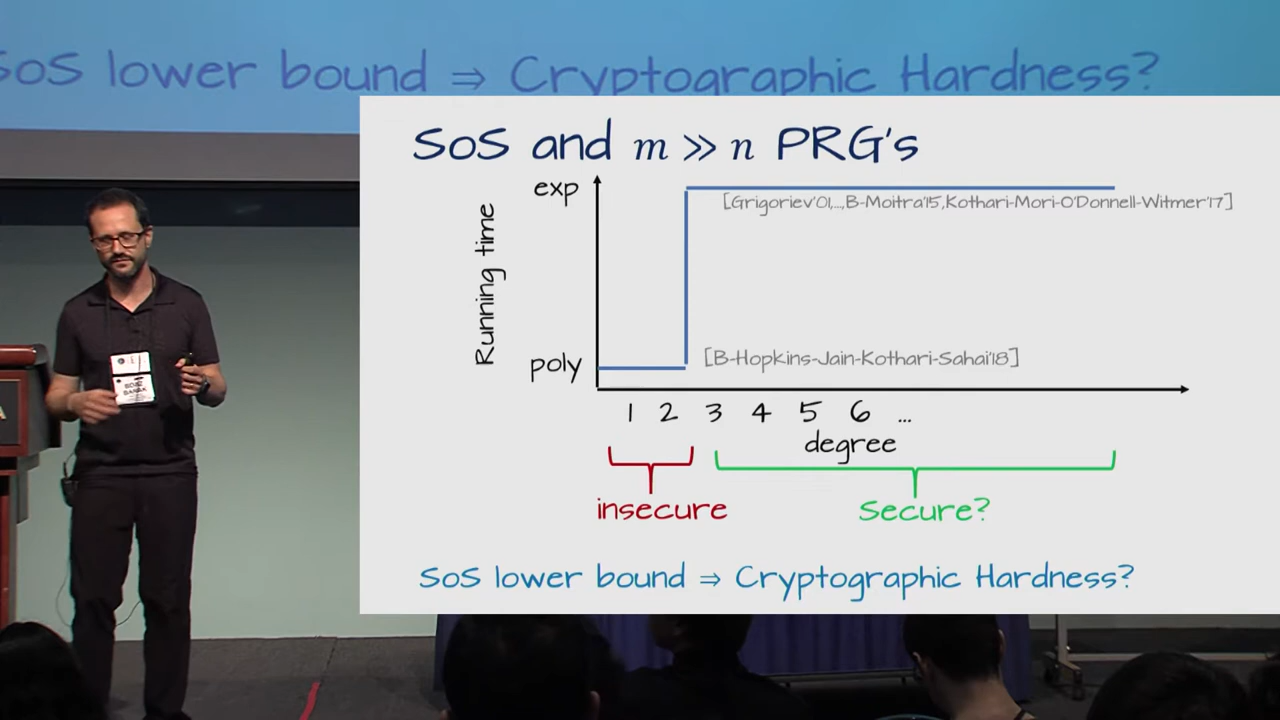 SoS lower bound ⇒ Cryptographic Hardness?
SoS and m ≫ n PRG's
exp
[Grigoriev'01,..,B-Moitra'15,Kothari-Mori-O'Donnell-Witmer'17]
Running time
poly
[B-Hopkins-Jain-Kothari-Sahai'18]
1 2 3 4 5 6 ...
degree
insecure
Secure?
SoS lower bound ⇒ Cryptographic Hardness?
BOAZ
BARAK
A